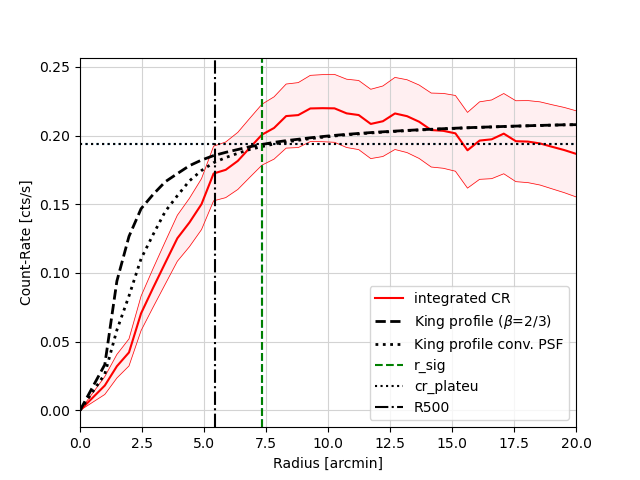 0.25
0.20
0.15
0.10
0.05
0.00
Count-Rate [cts/s]
integrated CR
King profile (β=2/3)
King profile conv. PSF
r_sig
cr_plateu
R500
0.0 2.5 5.0 7.5 10.0 12.5 15.0 17.5 20.0
Radius [arcmin]